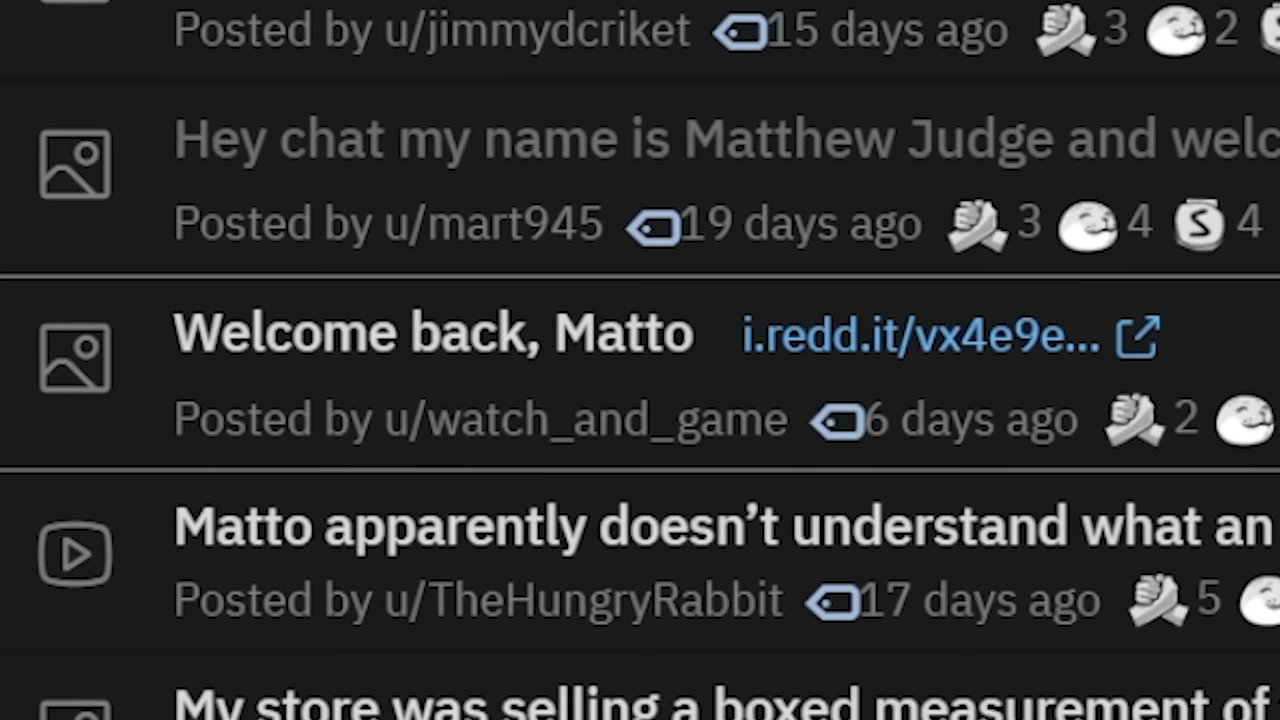 Posted by u/jimmydcriket 15 days ago 3 2
Hey chat my name is Matthew Judge and
Posted by u/mart945 19 days ago 3 4 S 4
Welcome back, Matto i.redd.it/vx4e9e...
Posted by u/watch_and_game 6 days ago 2
Matto apparently doesn’t understand what an
Posted by u/TheHungryRabbit 17 days ago 5
My store was selling a boxed measurement of